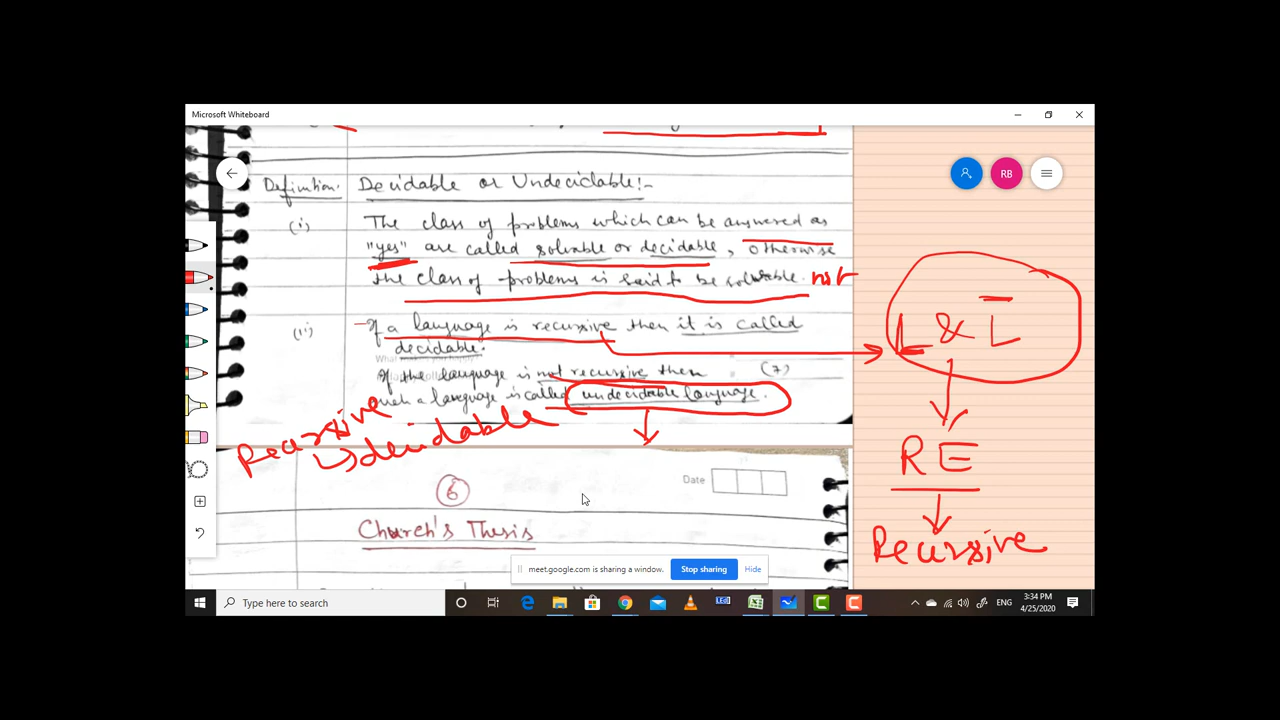 Microsoft Whiteboard
RB
Definition: Decidable or Undecidable:-
(i) The class of problems which can be answered as
"yes" are called solvable or decidable, otherwise
the class of problems is said to be solvable. not
(ii) If a language is recursive then it is called
decidable.
If the language is not recursive then (7)
such a language is called undecidable language.
Recursive
decidable
L & L̅
RE
Recursive
Date
6
Church's Thesis
meet.google.com is sharing a window. Stop sharing Hide
Type here to search
LEO
ENG
3:34 PM
4/25/2020